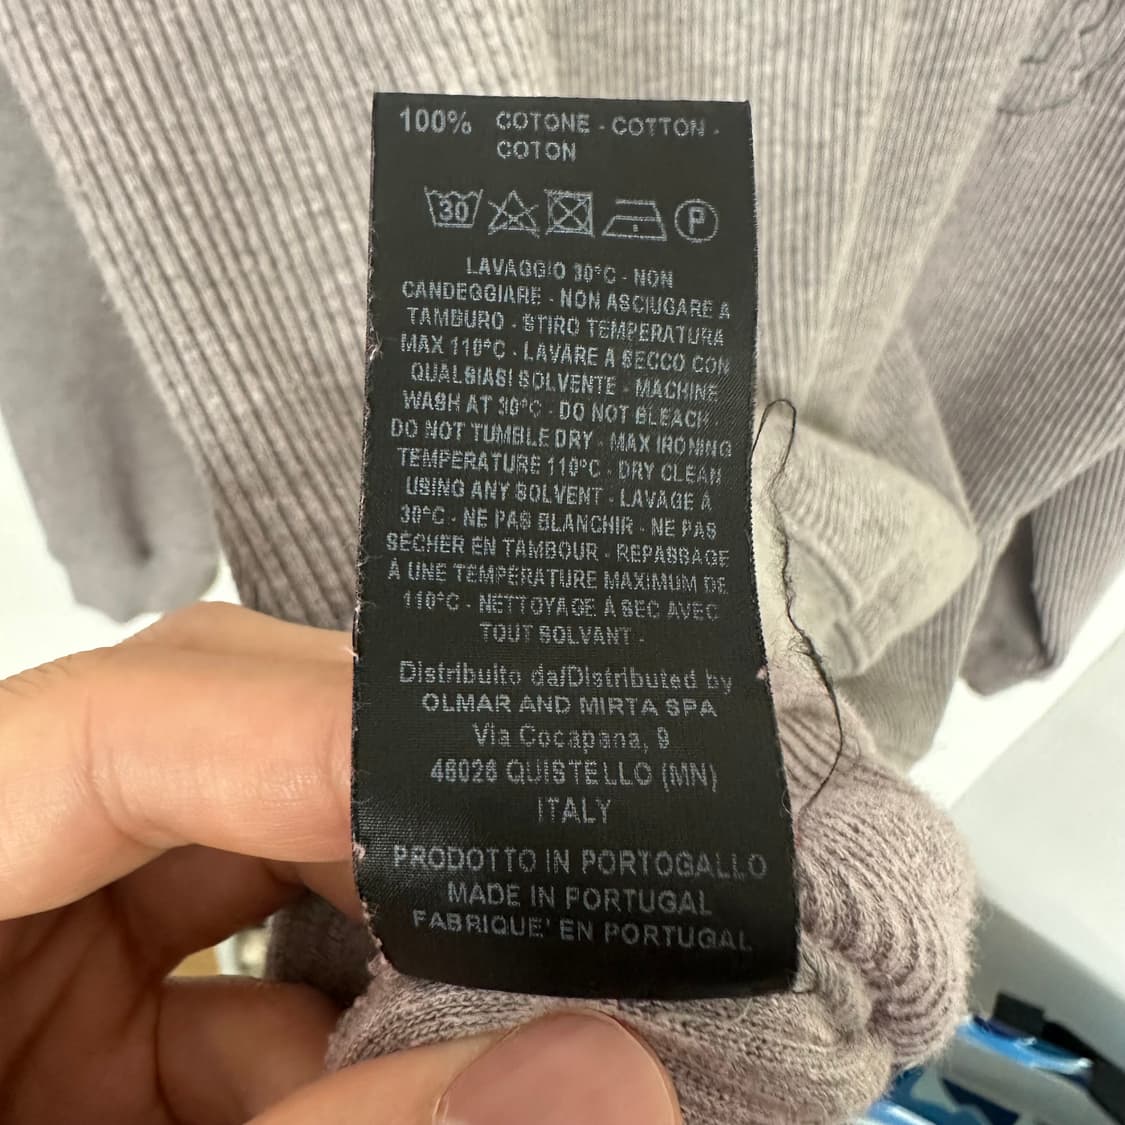 100% COTONE - COTTON -
COTON
30 P
LAVAGGIO 30°C - NON
CANDEGGIARE - NON ASCIUGARE A
TAMBURO - STIRO TEMPERATURA
MAX 110°C - LAVARE A SECCO CON
QUALSIASI SOLVENTE - MACHINE
WASH AT 30°C - DO NOT BLEACH -
DO NOT TUMBLE DRY - MAX IRONING
TEMPERATURE 110°C - DRY CLEAN
USING ANY SOLVENT - LAVAGE À
30°C - NE PAS BLANCHIR - NE PAS
SÉCHER EN TAMBOUR - REPASSAGE
À UNE TEMPÉRATURE MAXIMUM DE
110°C - NETTOYAGE À SEC AVEC
TOUT SOLVANT -
Distribuito da/Distributed by
OLMAR AND MIRTA SPA
Via Cocapana, 9
46026 QUISTELLO (MN)
ITALY
PRODOTTO IN PORTOGALLO
MADE IN PORTUGAL
FABRIQUE' EN PORTUGAL